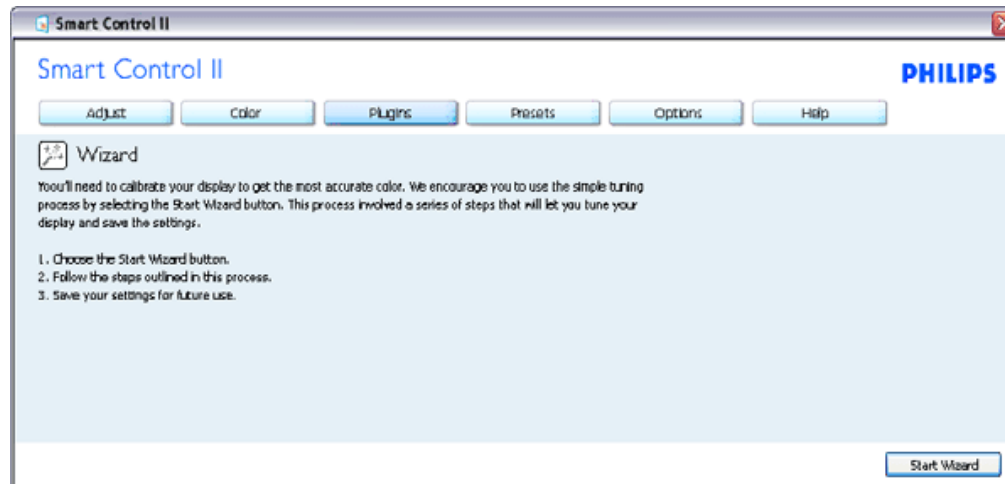 Smart Control II
Smart Control II
PHILIPS
Adjust Color Plugins Presets Options Help
Wizard
Yoou'll need to calibrate your display to get the most accurate color. We encourage you to use the simple tuning
process by selecting the Start Wizard button. This process involved a series of steps that will let you tune your
display and save the settings.
1. Choose the Start Wizard button.
2. Follow the steps outlined in this process.
3. Save your settings for future use.
Start Wizard